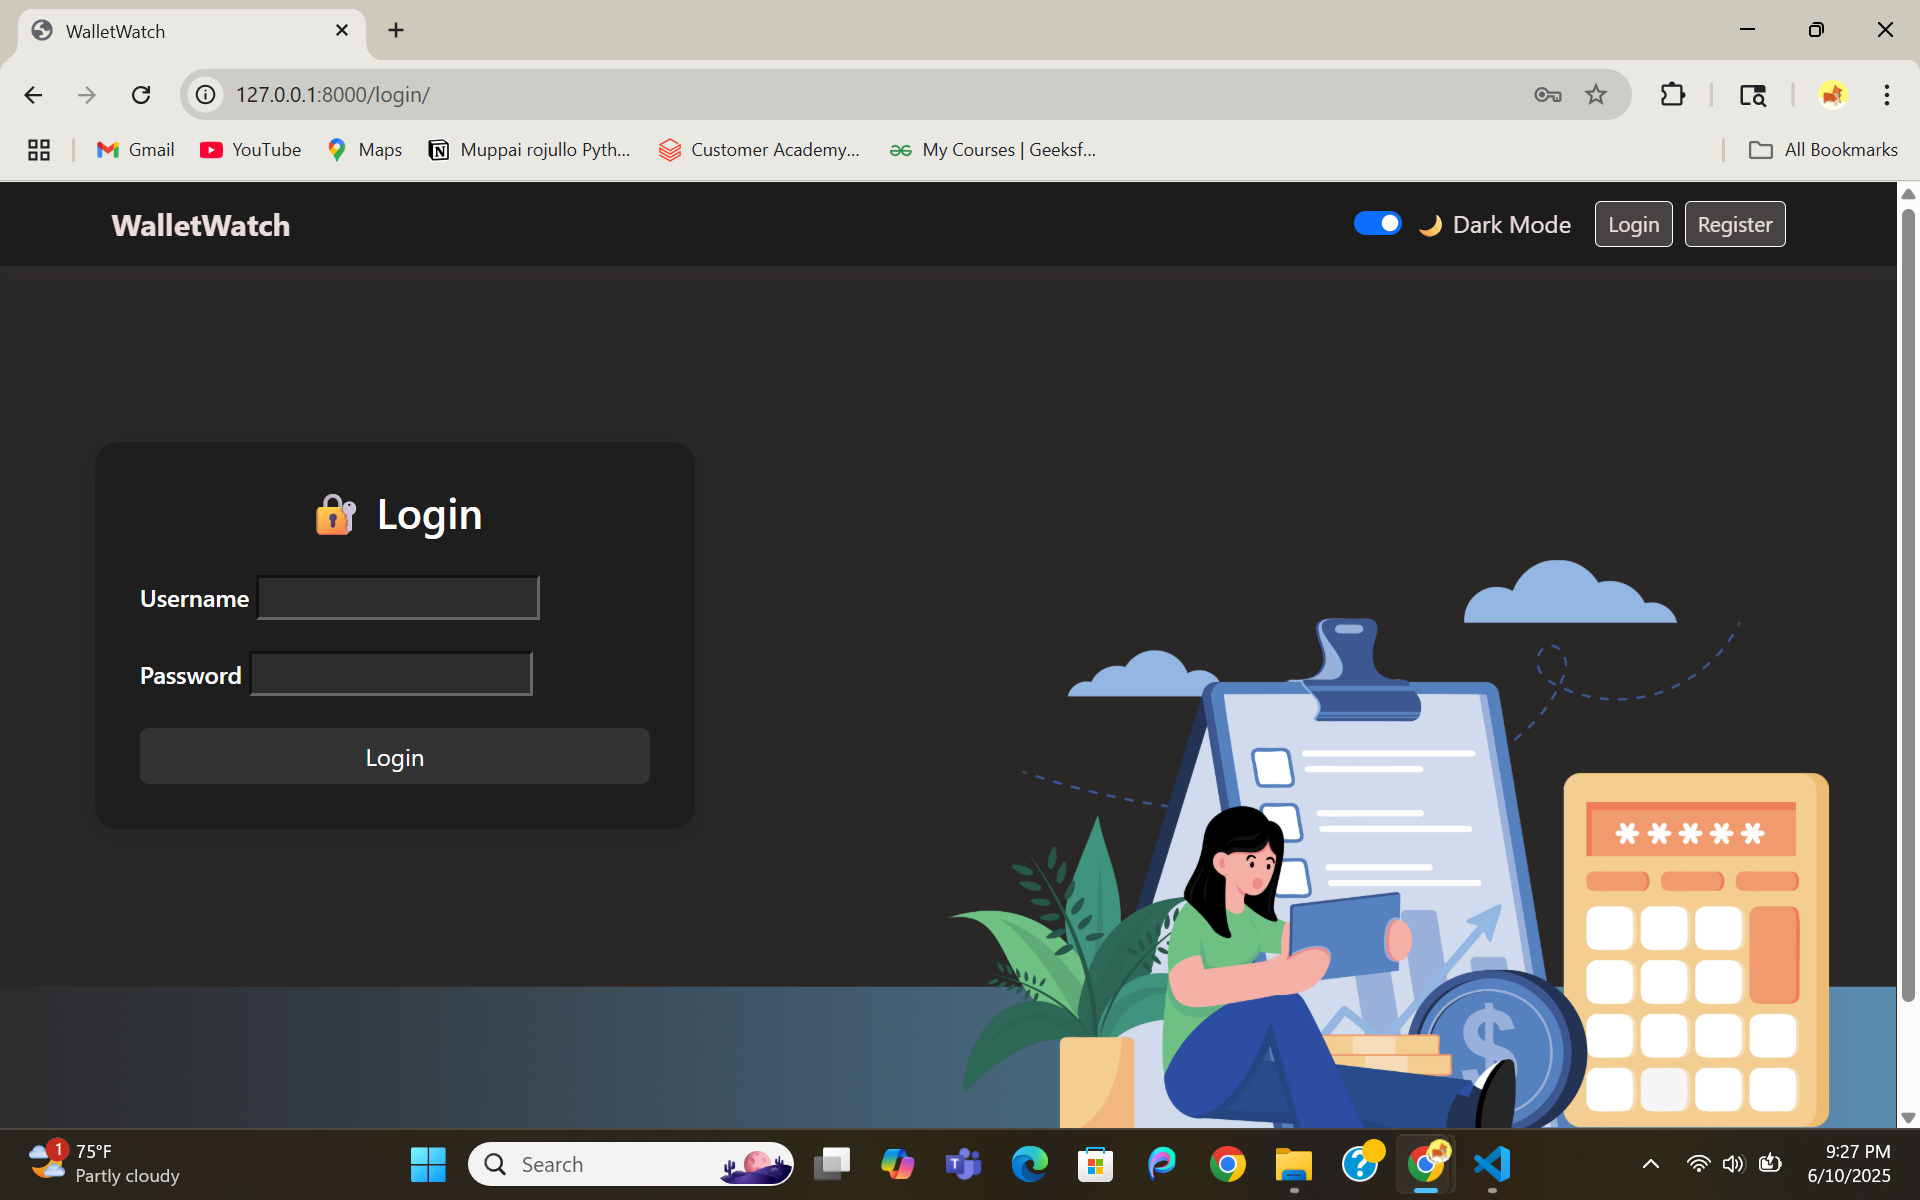 WalletWatch
127.0.0.1:8000/login/
Gmail YouTube Maps Muppai rojullo Pyth... Customer Academy... My Courses | Geeksf... All Bookmarks
WalletWatch 🌙 Dark Mode Login Register
🔐 Login
Username
Password
Login
*****
$
1 75°F
Partly cloudy
Search
9:27 PM
6/10/2025